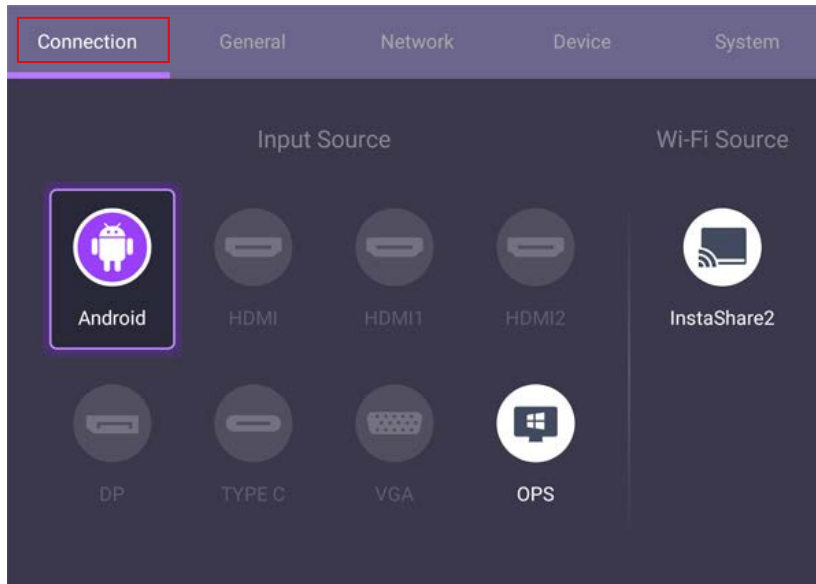 Connection General Network Device System
Input Source Wi-Fi Source
Android HDMI HDMI1 HDMI2 InstaShare2
DP TYPE C VGA OPS